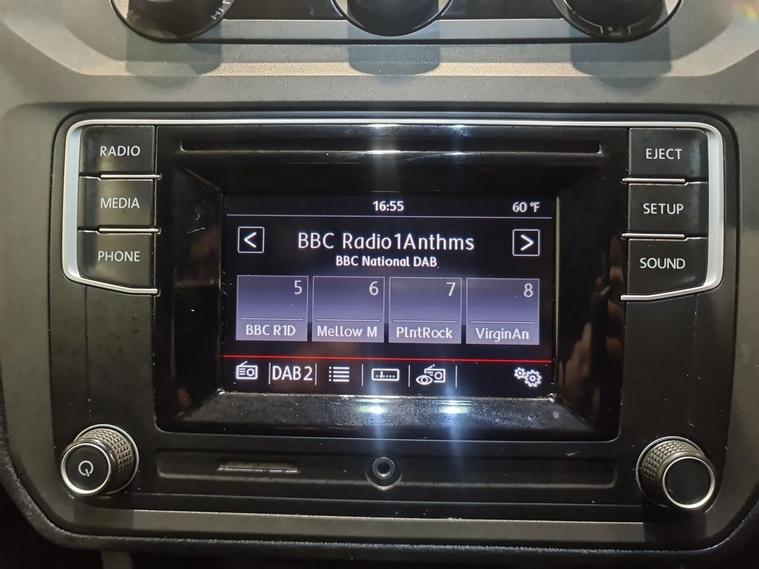 RADIO
MEDIA
PHONE
EJECT
SETUP
SOUND
16:55 60 °F
< BBC Radio1Anthms >
BBC National DAB
5 6 7 8
BBC R1D Mellow M PlntRock VirginAn
DAB2